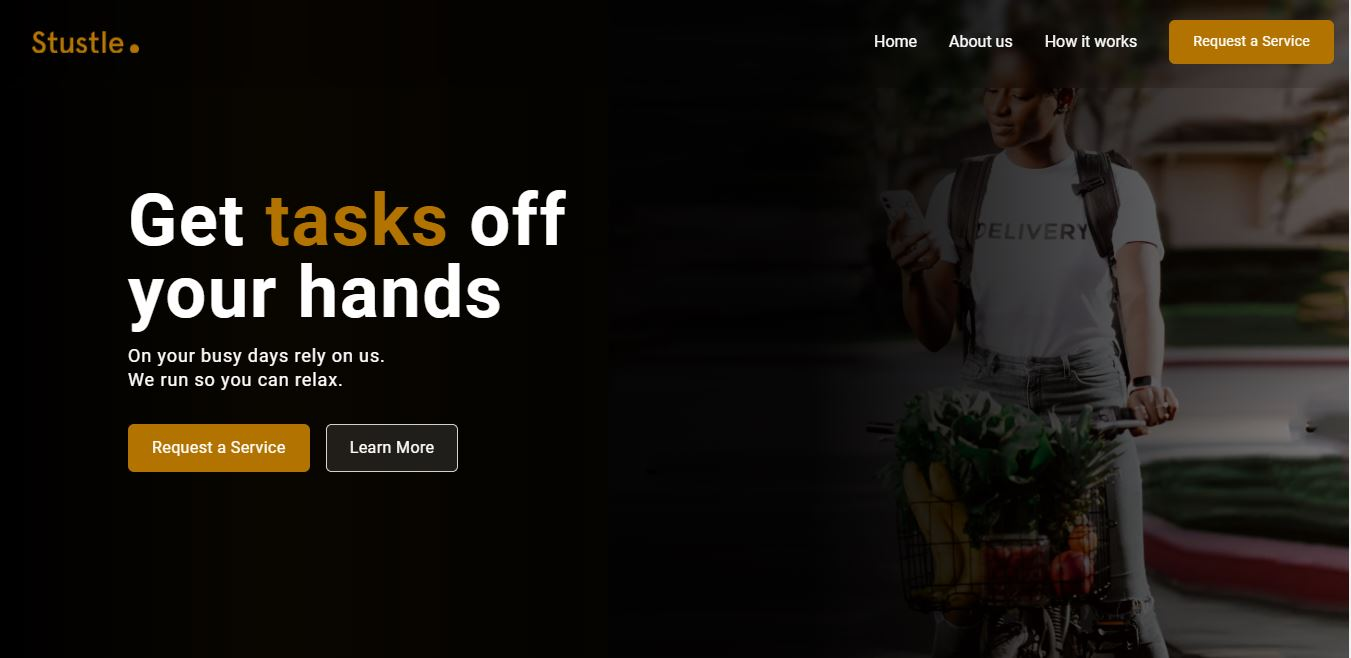 Stustle.
Home
About us
How it works
Request a Service
Get tasks off
your hands
On your busy days rely on us.
We run so you can relax.
Request a Service
Learn More
DELIVERY